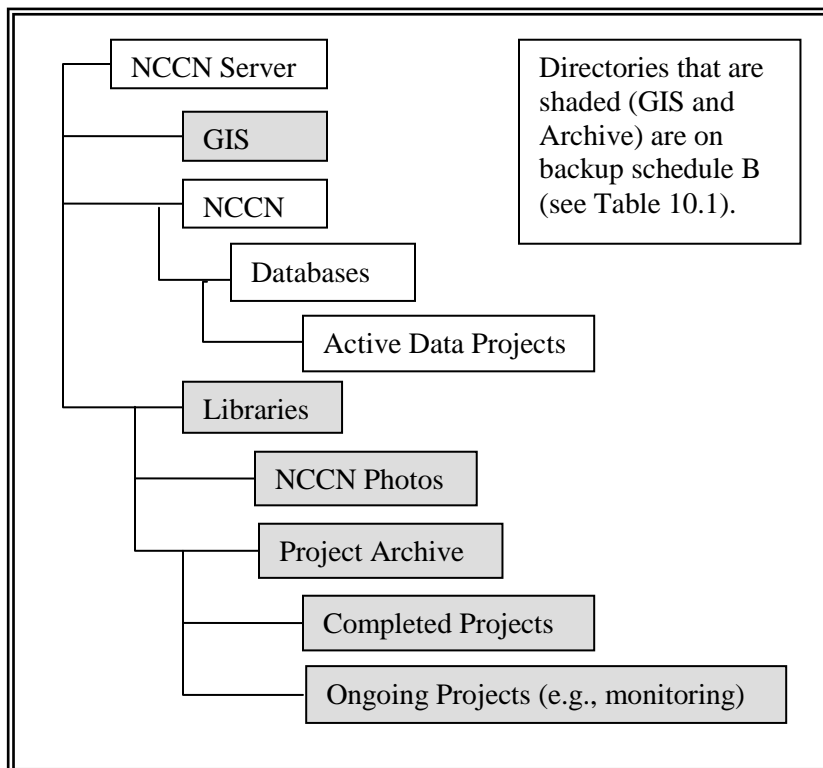 NCCN Server
Directories that are
shaded (GIS and
Archive) are on
backup schedule B
(see Table 10.1).
GIS
NCCN
Databases
Active Data Projects
Libraries
NCCN Photos
Project Archive
Completed Projects
Ongoing Projects (e.g., monitoring)